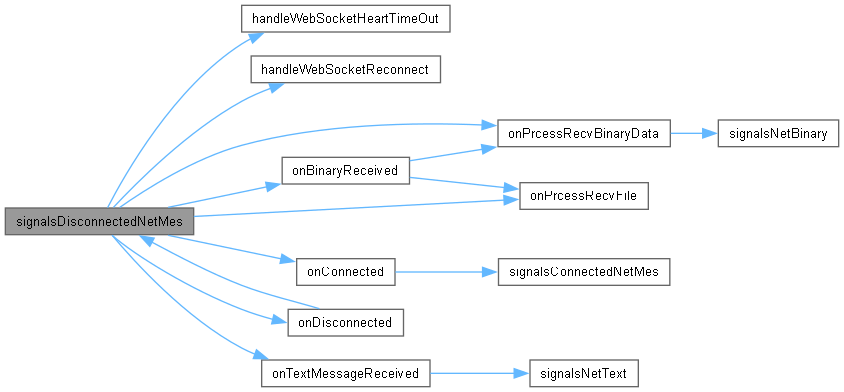 handleWebSocketHeartTimeOut
handleWebSocketReconnect
onPrcessRecvBinaryData
signalsNetBinary
onBinaryReceived
onPrcessRecvFile
signalsDisconnectedNetMes
onConnected
signalsConnectedNetMes
onDisconnected
onTextMessageReceived
signalsNetText